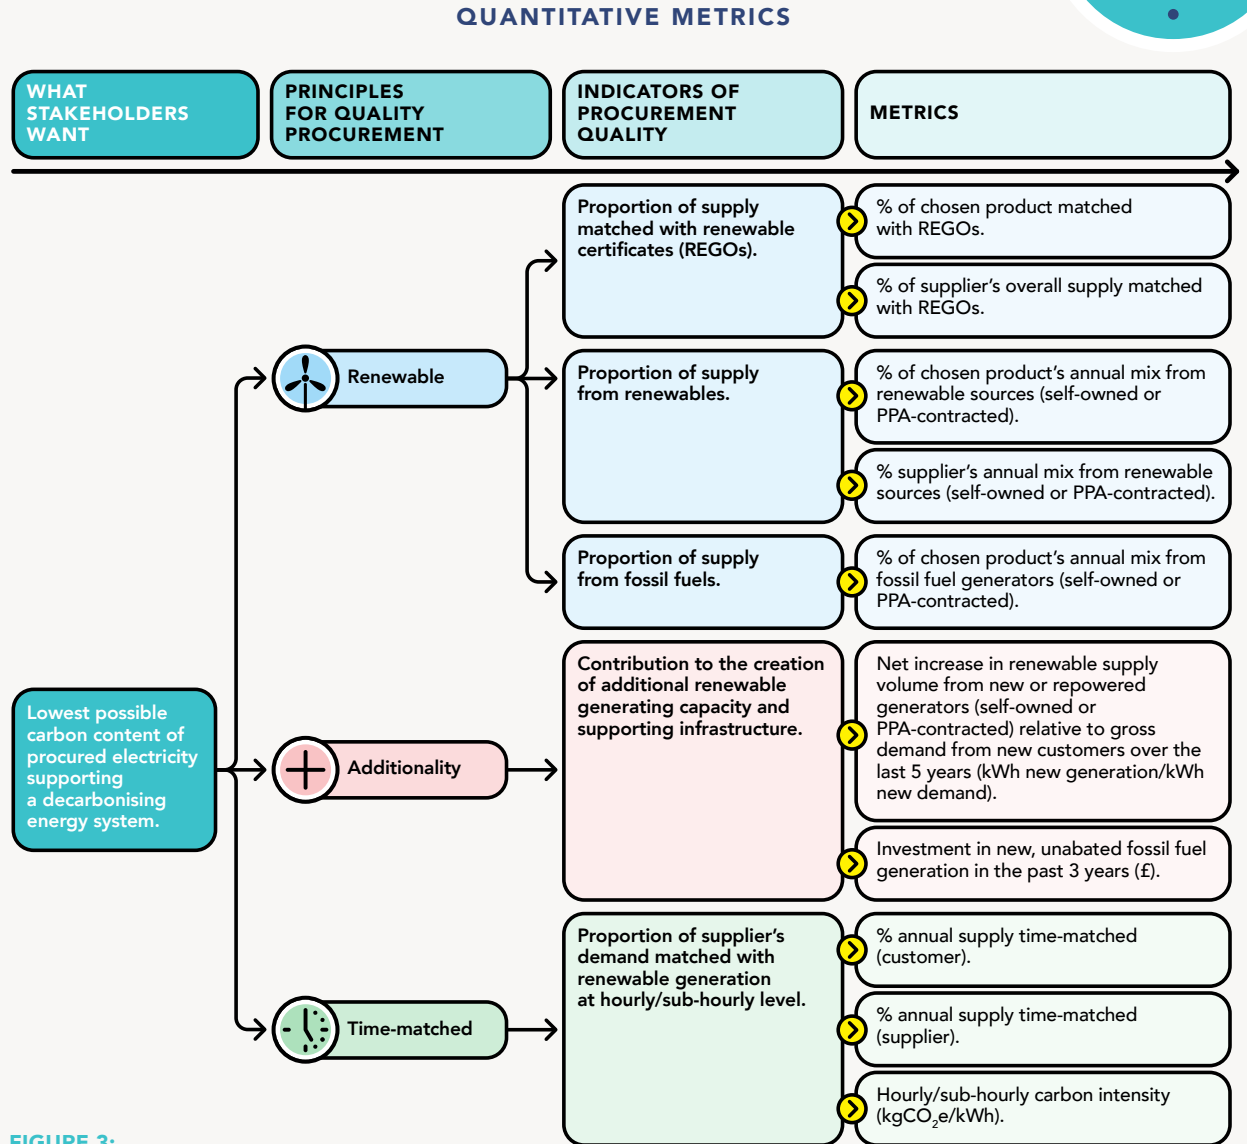 QUANTITATIVE METRICS
WHAT
STAKEHOLDERS
WANT
PRINCIPLES
FOR QUALITY
PROCUREMENT
INDICATORS OF
PROCUREMENT
QUALITY
METRICS
Lowest possible
carbon content of
procured electricity
supporting
a decarbonising
energy system.
Renewable
Proportion of supply
matched with renewable
certificates (REGOs).
% of chosen product matched
with REGOs.
% of supplier's overall supply matched
with REGOs.
Proportion of supply
from renewables.
% of chosen product's annual mix from
renewable sources (self-owned or
PPA-contracted).
% supplier's annual mix from renewable
sources (self-owned or PPA-contracted).
Proportion of supply
from fossil fuels.
% of chosen product's annual mix from
fossil fuel generators (self-owned or
PPA-contracted).
Additionality
Contribution to the creation
of additional renewable
generating capacity and
supporting infrastructure.
Net increase in renewable supply
volume from new or repowered
generators (self-owned or
PPA-contracted) relative to gross
demand from new customers over the
last 5 years (kWh new generation/kWh
new demand).
Investment in new, unabated fossil fuel
generation in the past 3 years (£).
Time-matched
Proportion of supplier's
demand matched with
renewable generation
at hourly/sub-hourly level.
% annual supply time-matched
(customer).
% annual supply time-matched
(supplier).
Hourly/sub-hourly carbon intensity
(kgCO₂e/kWh).
FIGURE 3: